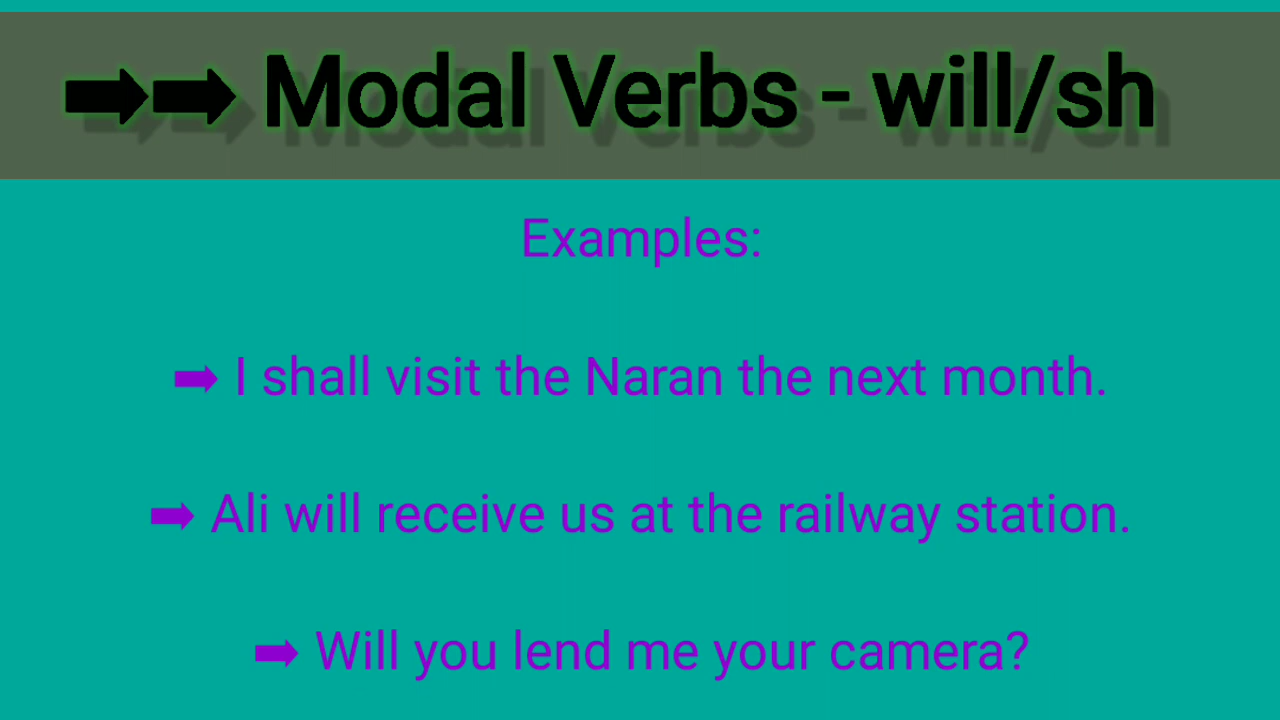 ➡➡ Modal Verbs - will/sh
Examples:
➡ I shall visit the Naran the next month.
➡ Ali will receive us at the railway station.
➡ Will you lend me your camera?